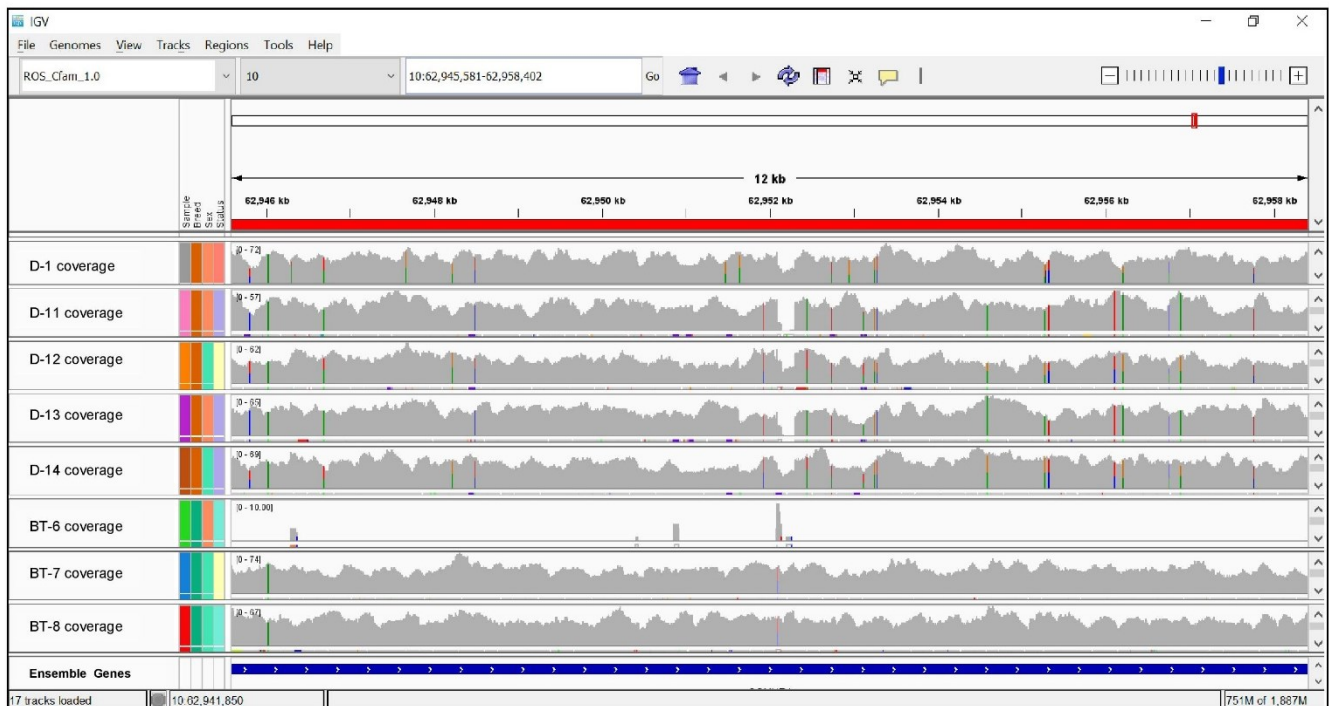 IGV
File Genomes View Tracks Regions Tools Help
ROS_Cfam_1.0 10 10:62,945,581-62,958,402 Go
12 kb
Sample
Breed
Sex
Status
62,946 kb 62,948 kb 62,950 kb 62,952 kb 62,954 kb 62,956 kb 62,958 kb
D-1 coverage [0 - 72]
D-11 coverage [0 - 57]
D-12 coverage [0 - 62]
D-13 coverage [0 - 65]
D-14 coverage [0 - 69]
BT-6 coverage [0 - 10.00]
BT-7 coverage [0 - 74]
BT-8 coverage [0 - 67]
Ensemble Genes
17 tracks loaded 10:62,941,850 751M of 1,887M